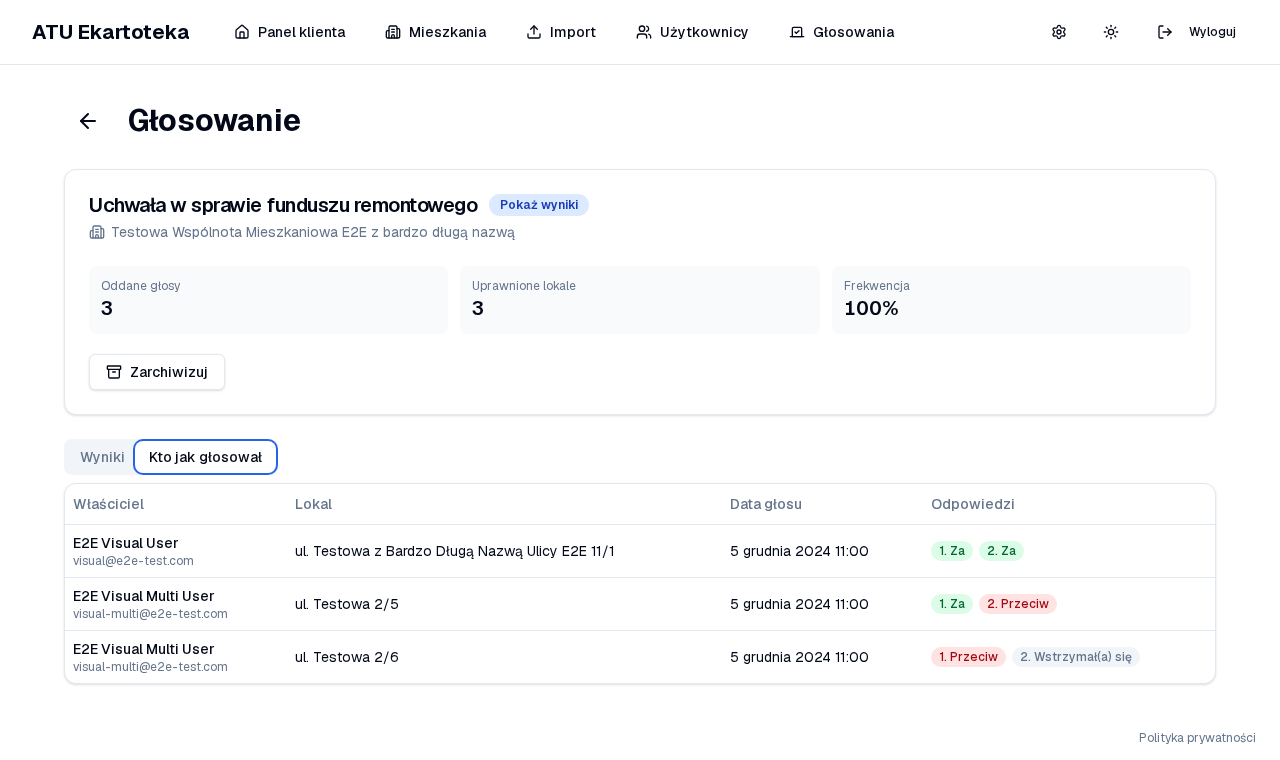 ATU Ekartoteka Panel klienta Mieszkania Import Użytkownicy Głosowania Wyloguj
Głosowanie
Uchwała w sprawie funduszu remontowego Pokaż wyniki
Testowa Wspólnota Mieszkaniowa E2E z bardzo długą nazwą
Oddane głosy Uprawnione lokale Frekwencja
3 3 100%
Zarchiwizuj
Wyniki Kto jak głosował
Właściciel Lokal Data głosu Odpowiedzi
E2E Visual User
visual@e2e-test.com
ul. Testowa z Bardzo Długą Nazwą Ulicy E2E 11/1 5 grudnia 2024 11:00 1. Za 2. Za
E2E Visual Multi User
visual-multi@e2e-test.com
ul. Testowa 2/5 5 grudnia 2024 11:00 1. Za 2. Przeciw
E2E Visual Multi User
visual-multi@e2e-test.com
ul. Testowa 2/6 5 grudnia 2024 11:00 1. Przeciw 2. Wstrzymał(a) się
Polityka prywatności